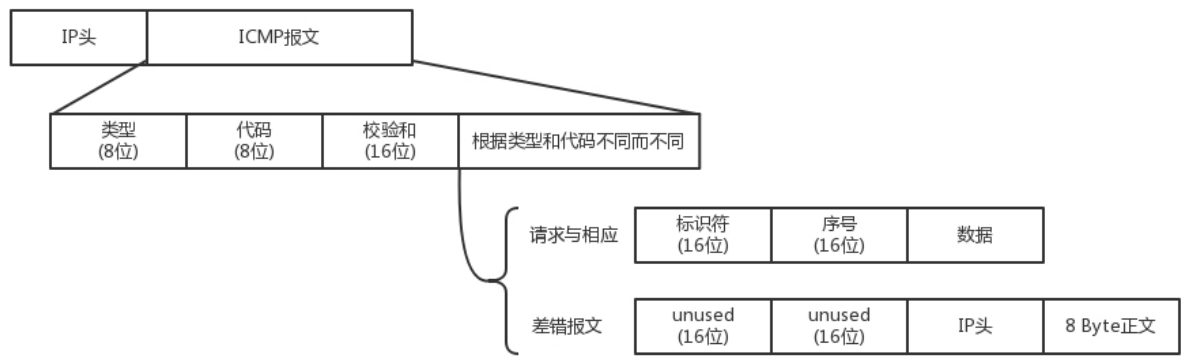 IP头
ICMP报文
类型
(8位)
代码
(8位)
校验和
(16位)
根据类型和代码不同而不同
请求与相应
标识符
(16位)
序号
(16位)
数据
差错报文
unused
(16位)
unused
(16位)
IP头
8 Byte正文